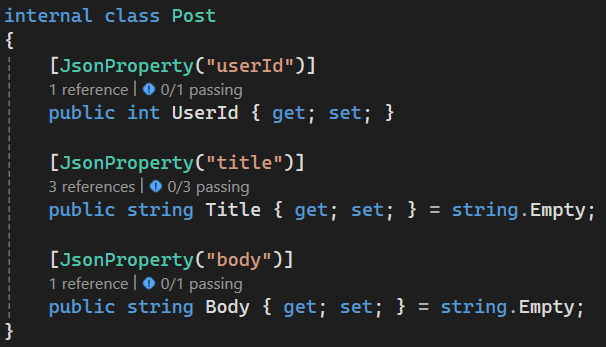 internal class Post
{
[JsonProperty("userId")]
1 reference | 0/1 passing
public int UserId { get; set; }
[JsonProperty("title")]
3 references | 0/3 passing
public string Title { get; set; } = string.Empty;
[JsonProperty("body")]
1 reference | 0/1 passing
public string Body { get; set; } = string.Empty;
}